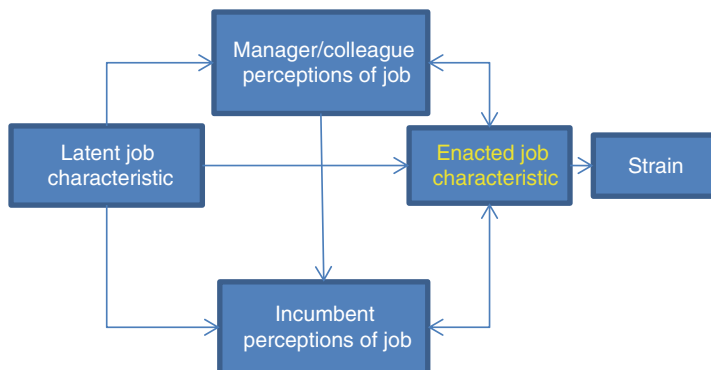 Manager/colleague
perceptions of job
Latent job
characteristic
Enacted job
characteristic
Strain
Incumbent
perceptions of job